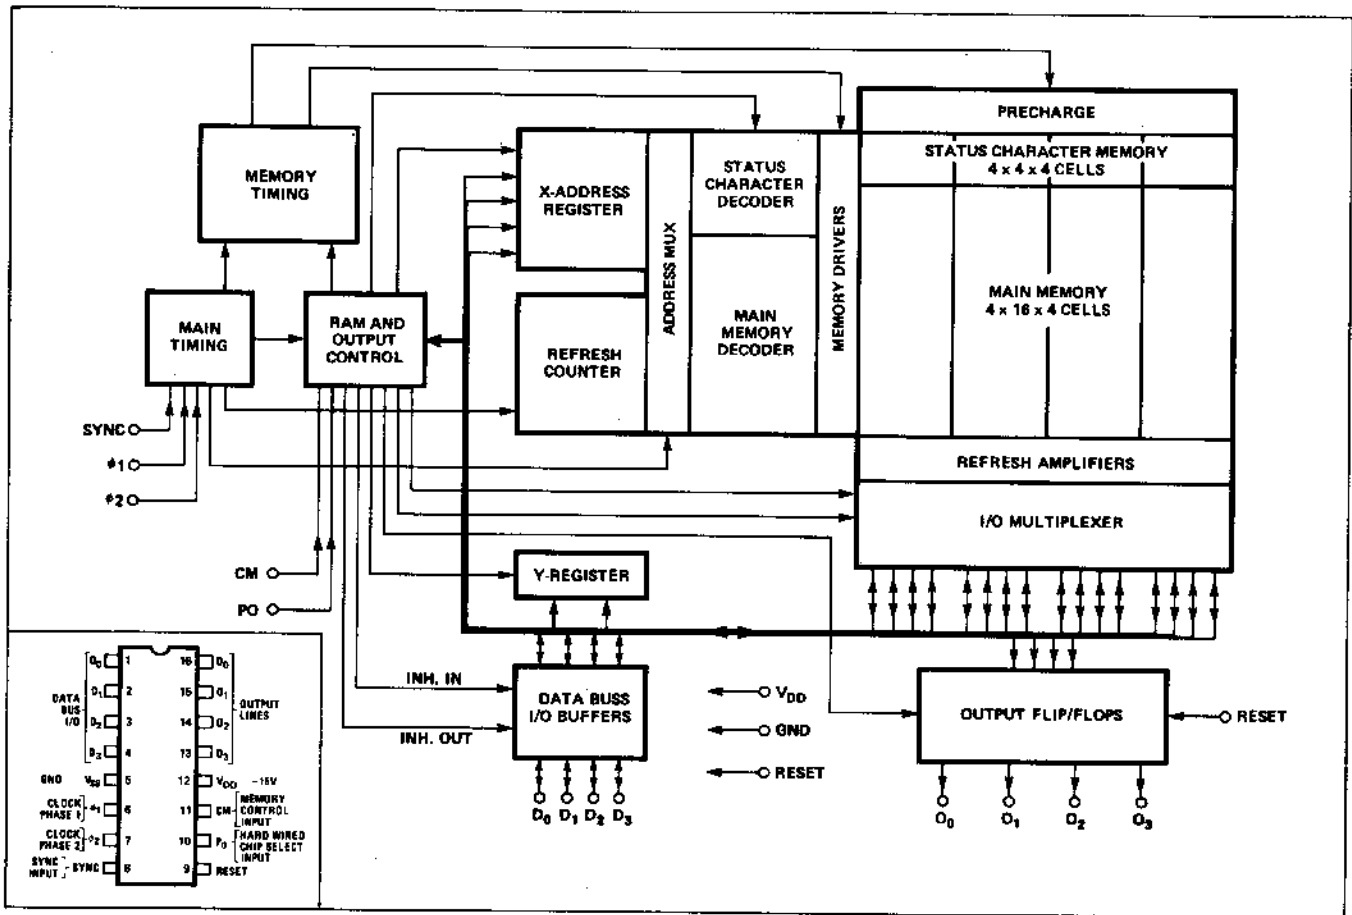 PRECHARGE
STATUS CHARACTER MEMORY
4 x 4 x 4 CELLS
MEMORY
TIMING
X-ADDRESS
REGISTER
ADDRESS MUX
STATUS
CHARACTER
DECODER
MEMORY DRIVERS
MAIN MEMORY
4 x 16 x 4 CELLS
MAIN
TIMING
RAM AND
OUTPUT
CONTROL
REFRESH
COUNTER
MAIN
MEMORY
DECODER
SYNC
φ1
φ2
REFRESH AMPLIFIERS
I/O MULTIPLEXER
CM
PO
Y-REGISTER
INH. IN
INH. OUT
DATA BUSS
I/O BUFFERS
VDD
GND
RESET
OUTPUT FLIP/FLOPS
RESET
D0 D1 D2 D3
O0 O1 O2 O3
DATA
BUS
I/O
D0 1
D1 2
D2 3
D3 4
GND VSS 5
CLOCK
PHASE 1 φ1 6
CLOCK
PHASE 2 φ2 7
SYNC
INPUT SYNC 8
16 O0
15 O1
14 O2
13 O3
OUTPUT
LINES
12 VDD -15V
11 CM MEMORY
CONTROL
INPUT
10 P0 HARD WIRED
CHIP SELECT
INPUT
9 RESET